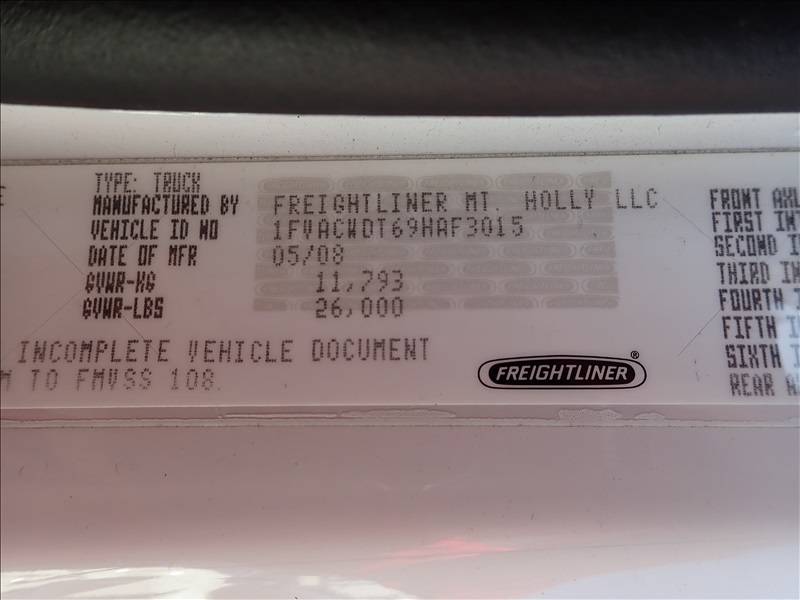 TYPE: TRUCK
MANUFACTURED BY FREIGHTLINER MT. HOLLY LLC
VEHICLE ID NO 1FVACWDT69HAF3015
DATE OF MFR 05/08
GVWR-KG 11,793
GVWR-LBS 26,000
INCOMPLETE VEHICLE DOCUMENT
TO FMVSS 108.
FREIGHTLINER®
FRONT AXL
FIRST INT
SECOND I
THIRD IN
FOURTH I
FIFTH I
SIXTH I
REAR A